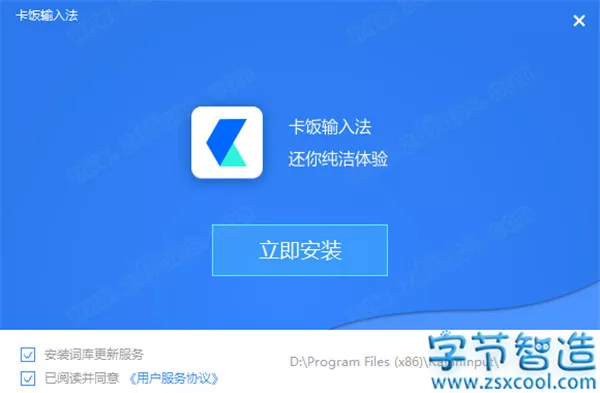 卡饭输入法
卡饭输入法
还你纯洁体验
立即安装
安装词库更新服务
已阅读并同意 《用户服务协议》
D:\Program Files (x86)\
字节智造
www.zsxcool.com